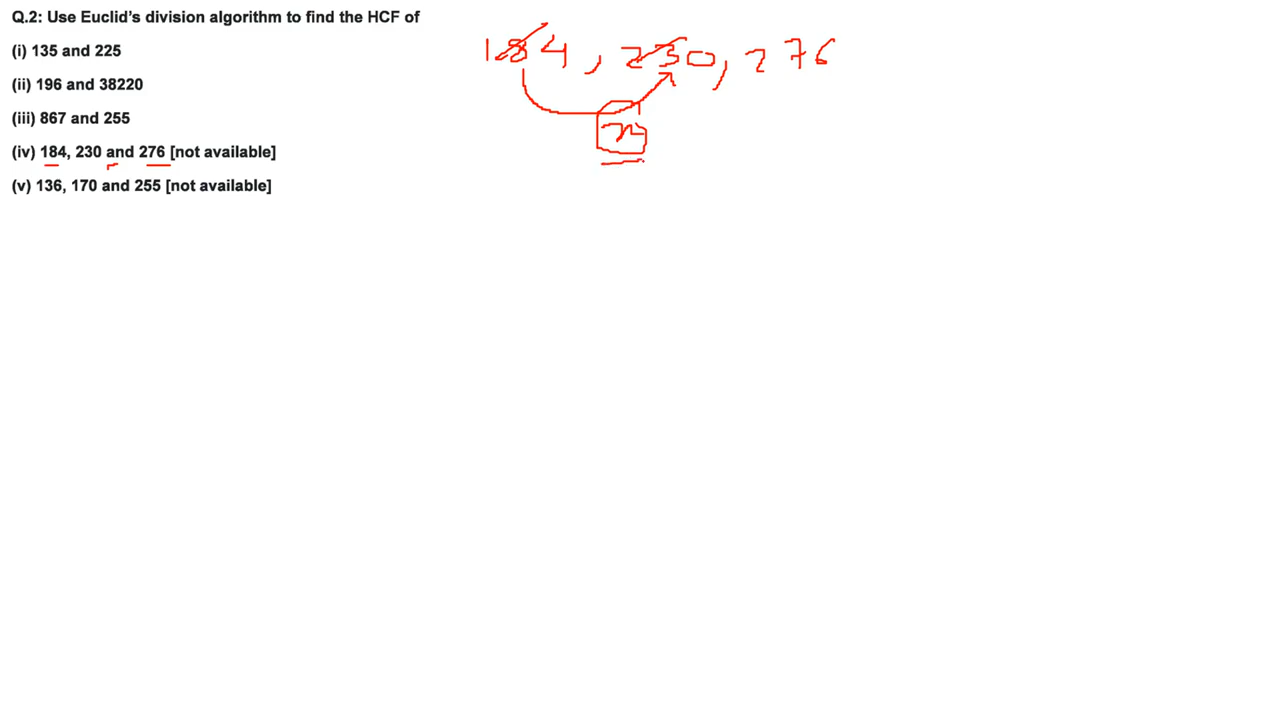 Q.2: Use Euclid's division algorithm to find the HCF of
(i) 135 and 225
(ii) 196 and 38220
(iii) 867 and 255
(iv) 184, 230 and 276 [not available]
(v) 136, 170 and 255 [not available]
184, 230, 276
x